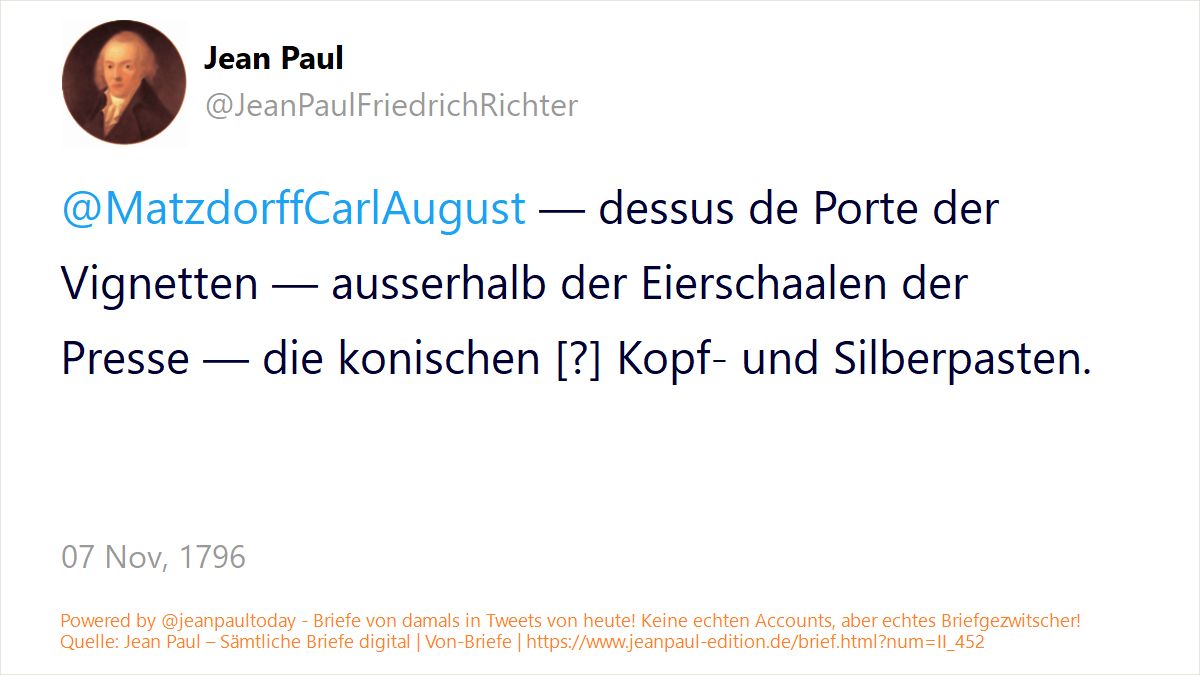 Jean Paul
@JeanPaulFriedrichRichter
@MatzdorffCarlAugust — dessus de Porte der
Vignetten — ausserhalb der Eierschaalen der
Presse — die konischen [?] Kopf- und Silberpasten.
07 Nov, 1796
Powered by @jeanpaultoday - Briefe von damals in Tweets von heute! Keine echten Accounts, aber echtes Briefgezwitscher!
Quelle: Jean Paul – Sämtliche Briefe digital | Von-Briefe | https://www.jeanpaul-edition.de/brief.html?num=II_452